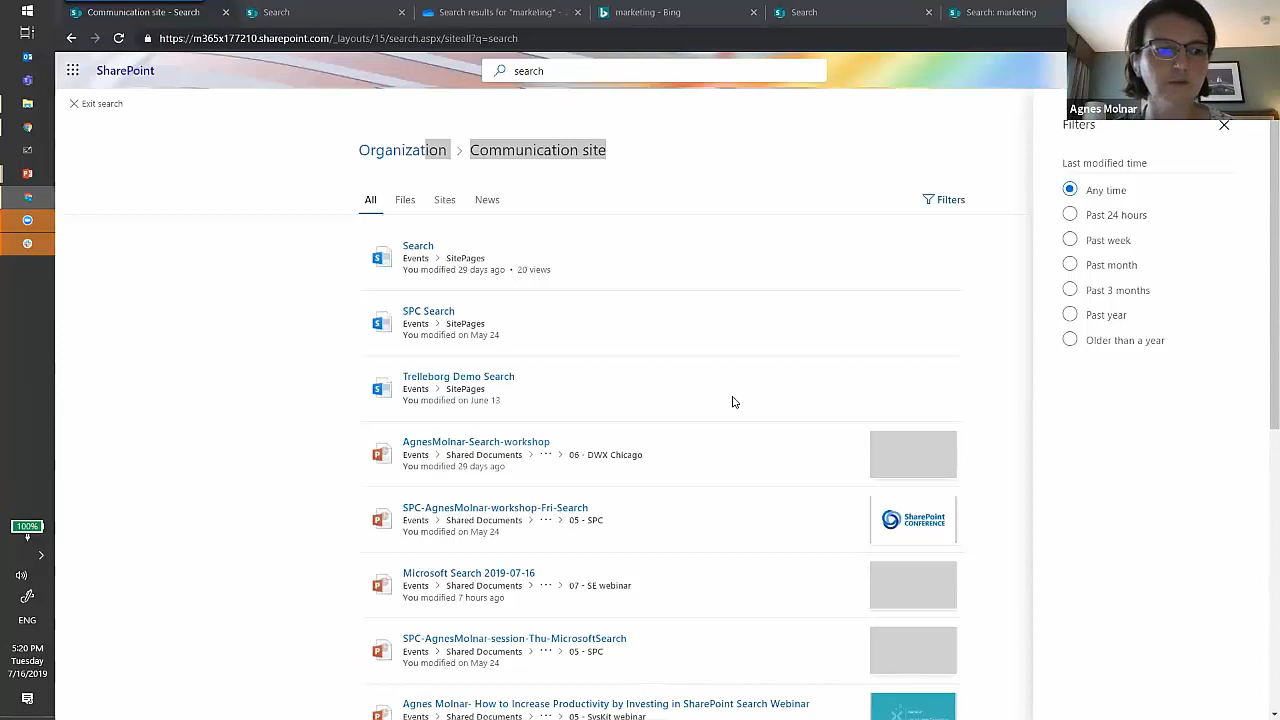 Communication site - Search
Search
Search results for "marketing" -
marketing - Bing
Search
Search: marketing
https://m365x177210.sharepoint.com/_layouts/15/search.aspx/siteall?q=search
SharePoint
search
Exit search
Agnes Molnar
Filters
Organization > Communication site
Last modified time
Any time
All Files Sites News
Filters
Past 24 hours
Past week
Past month
Past 3 months
Past year
Older than a year
Search
Events > SitePages
You modified 29 days ago • 20 views
SPC Search
Events > SitePages
You modified on May 24
Trelleborg Demo Search
Events > SitePages
You modified on June 13
AgnesMolnar-Search-workshop
Events > Shared Documents > ··· > 06 - DWX Chicago
You modified 29 days ago
SPC-AgnesMolnar-workshop-Fri-Search
Events > Shared Documents > ··· > 05 - SPC
You modified on May 24
SharePoint
CONFERENCE
Microsoft Search 2019-07-16
Events > Shared Documents > ··· > 07 - SE webinar
You modified 7 hours ago
SPC-AgnesMolnar-session-Thu-MicrosoftSearch
Events > Shared Documents > ··· > 05 - SPC
You modified on May 24
Agnes Molnar- How to Increase Productivity by Investing in SharePoint Search Webinar
Events > Shared Documents > ··· > 05 - SysKit webinar
100%
ENG
5:20 PM
Tuesday
7/16/2019